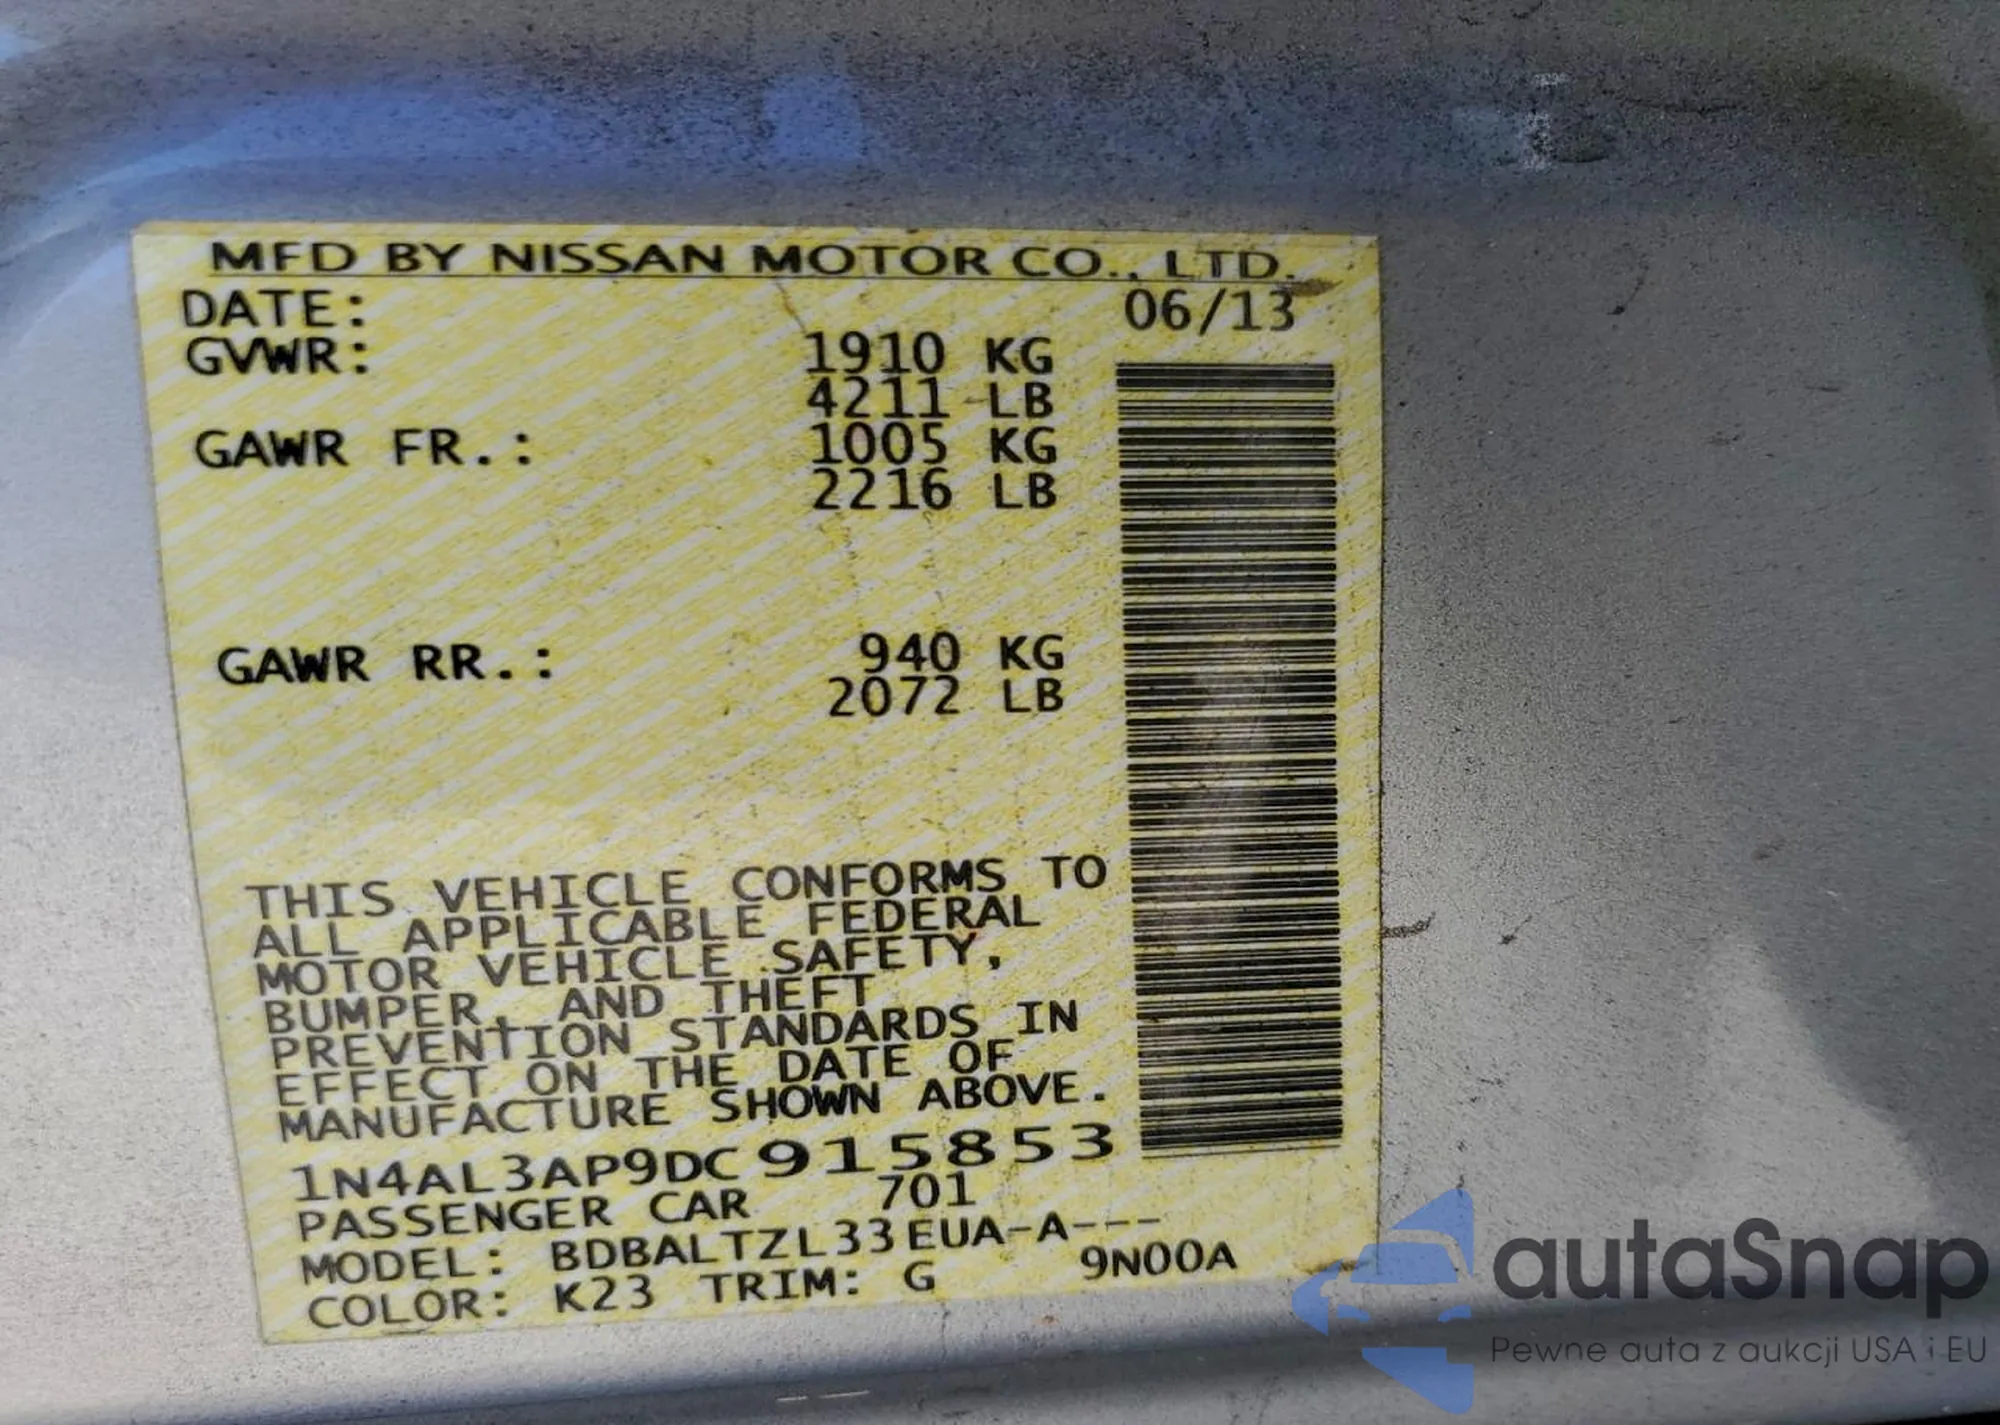 MFD BY NISSAN MOTOR CO., LTD.
DATE: 06/13
GVWR: 1910 KG
4211 LB
GAWR FR.: 1005 KG
2216 LB
GAWR RR.: 940 KG
2072 LB
THIS VEHICLE CONFORMS TO
ALL APPLICABLE FEDERAL
MOTOR VEHICLE SAFETY,
BUMPER, AND THEFT
PREVENTION STANDARDS IN
EFFECT ON THE DATE OF
MANUFACTURE SHOWN ABOVE.
1N4AL3AP9DC915853
PASSENGER CAR 701
MODEL: BDBALTZL33EUA-A---
COLOR: K23 TRIM: G 9N00A
autaSnap
Pewne auta z aukcji USA i EU